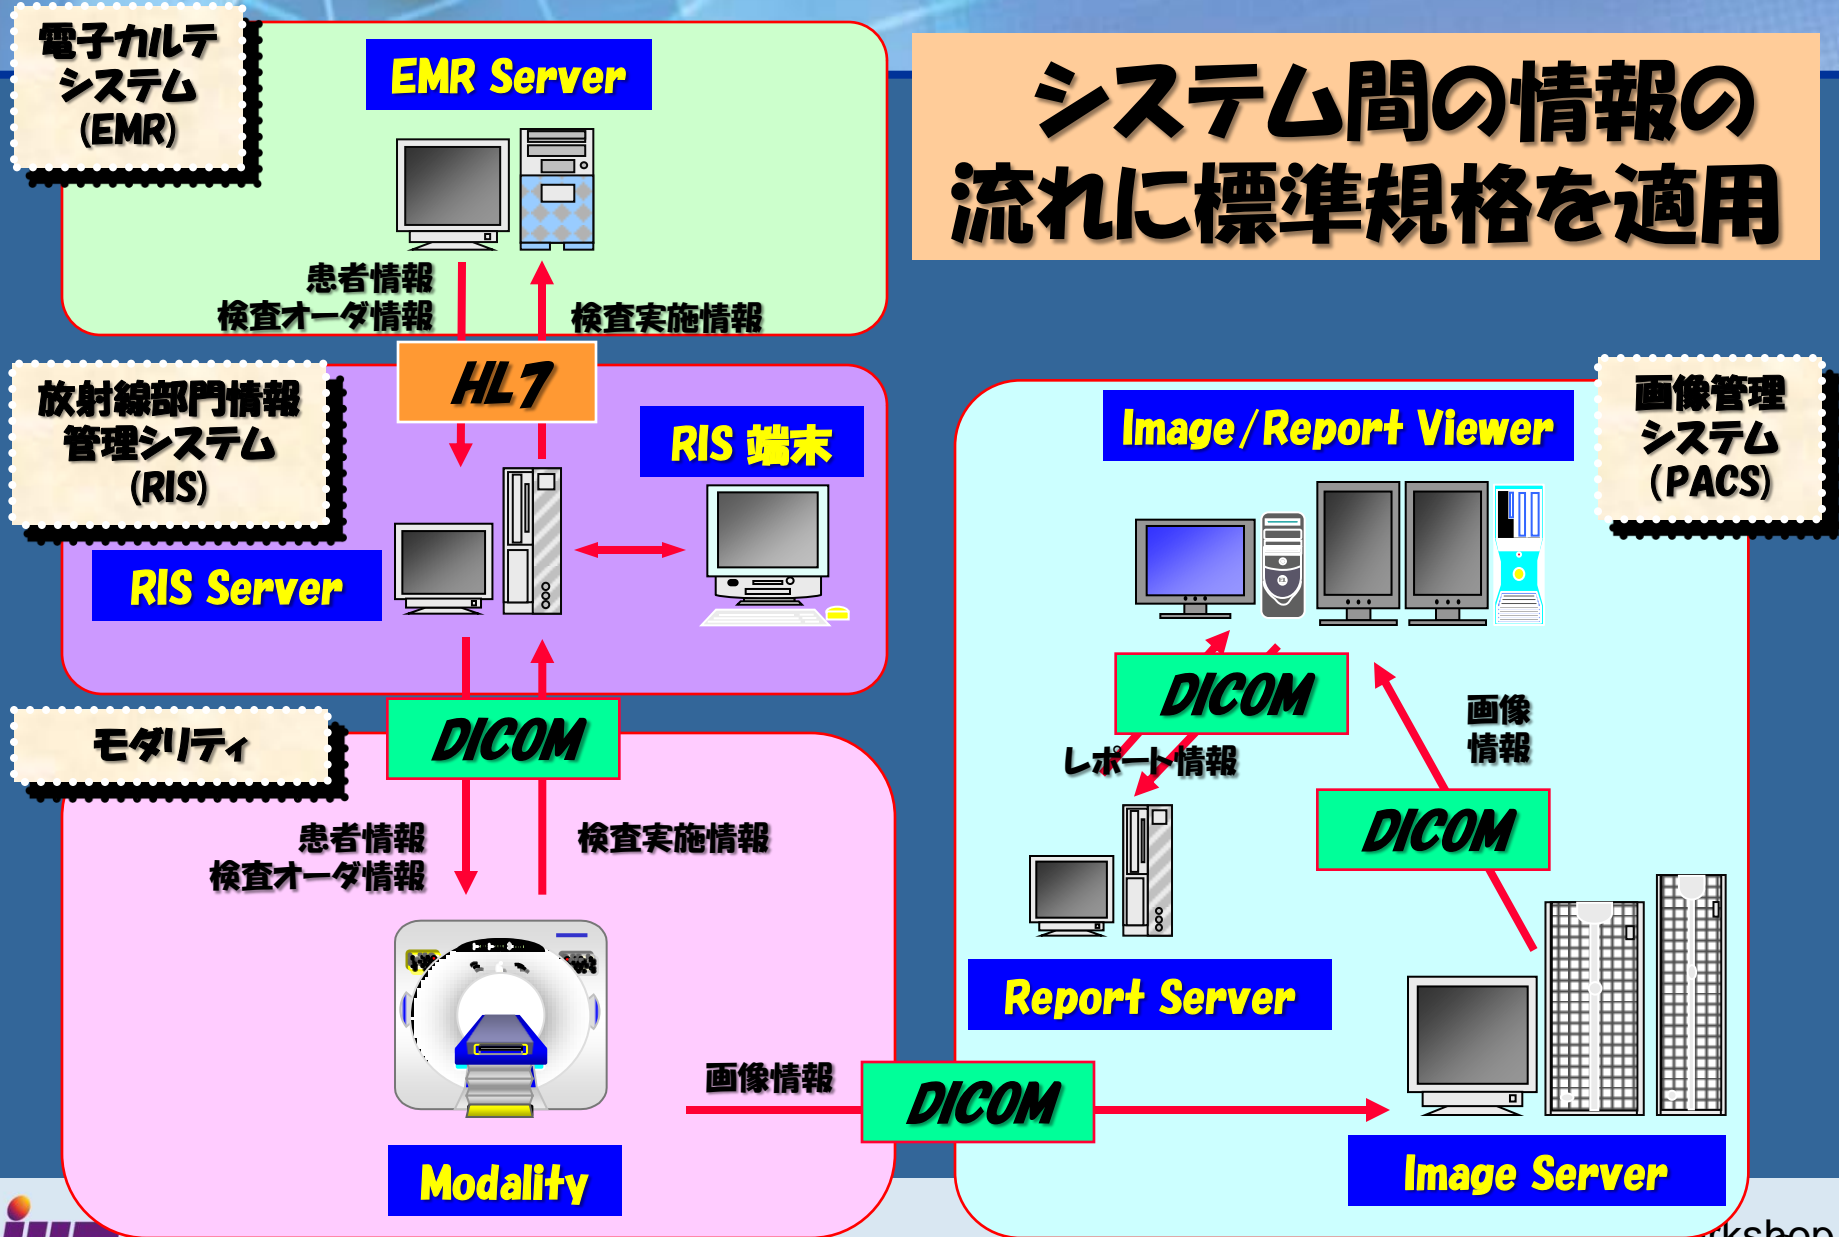 電子カルテ
システム
(EMR)
EMR Server
システム間の情報の
流れに標準規格を適用
患者情報
検査オーダ情報
検査実施情報
HL7
放射線部門情報
管理システム
(RIS)
RIS 端末
RIS Server
画像管理
システム
(PACS)
Image/Report Viewer
DICOM
モダリティ
DICOM
レポート情報
画像
情報
DICOM
患者情報
検査オーダ情報
検査実施情報
Report Server
画像情報
DICOM
Modality
Image Server